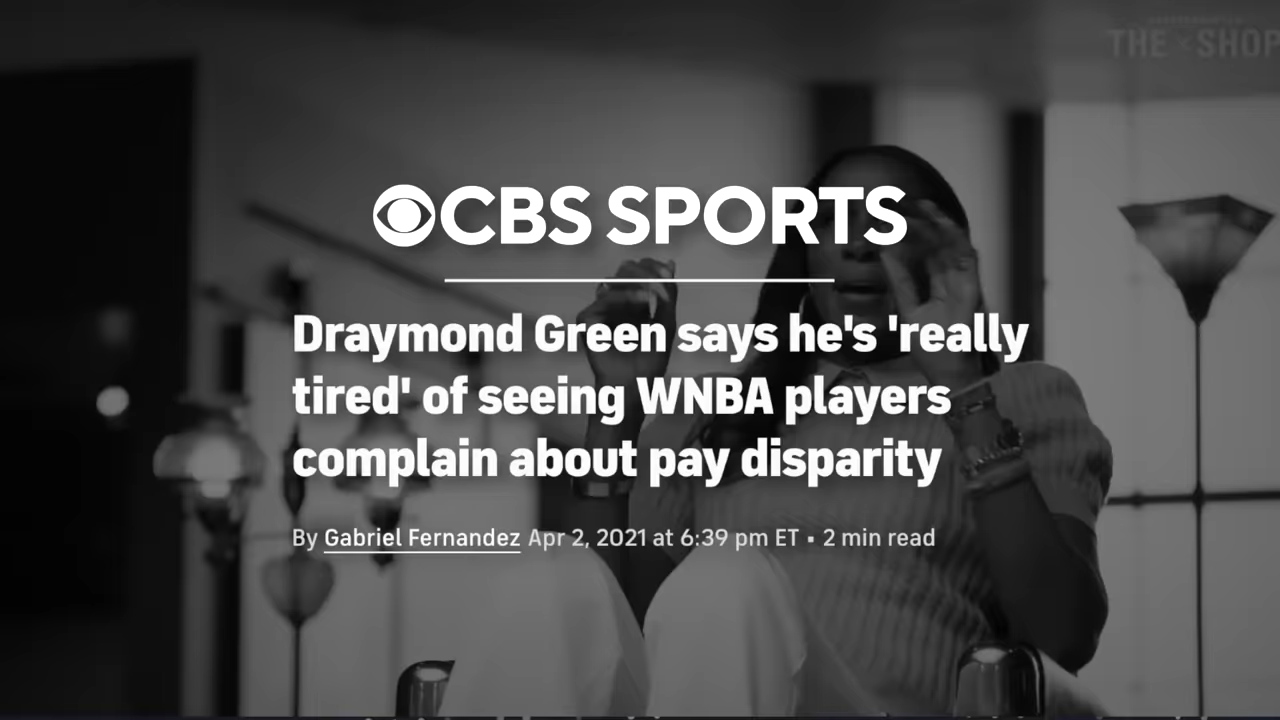 THE SHOP
CBS SPORTS
Draymond Green says he's 'really
tired' of seeing WNBA players
complain about pay disparity
By Gabriel Fernandez Apr 2, 2021 at 6:39 pm ET • 2 min read